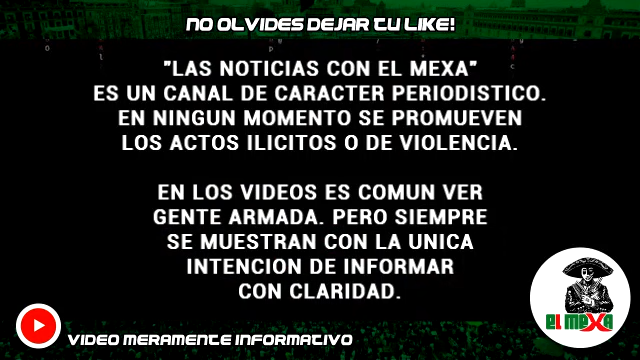 NO OLVIDES DEJAR TU LIKE!
"LAS NOTICIAS CON EL MEXA"
ES UN CANAL DE CARACTER PERIODISTICO.
EN NINGUN MOMENTO SE PROMUEVEN
LOS ACTOS ILICITOS O DE VIOLENCIA.
EN LOS VIDEOS ES COMUN VER
GENTE ARMADA. PERO SIEMPRE
SE MUESTRAN CON LA UNICA
INTENCION DE INFORMAR
CON CLARIDAD.
EL MEXA
VIDEO MERAMENTE INFORMATIVO